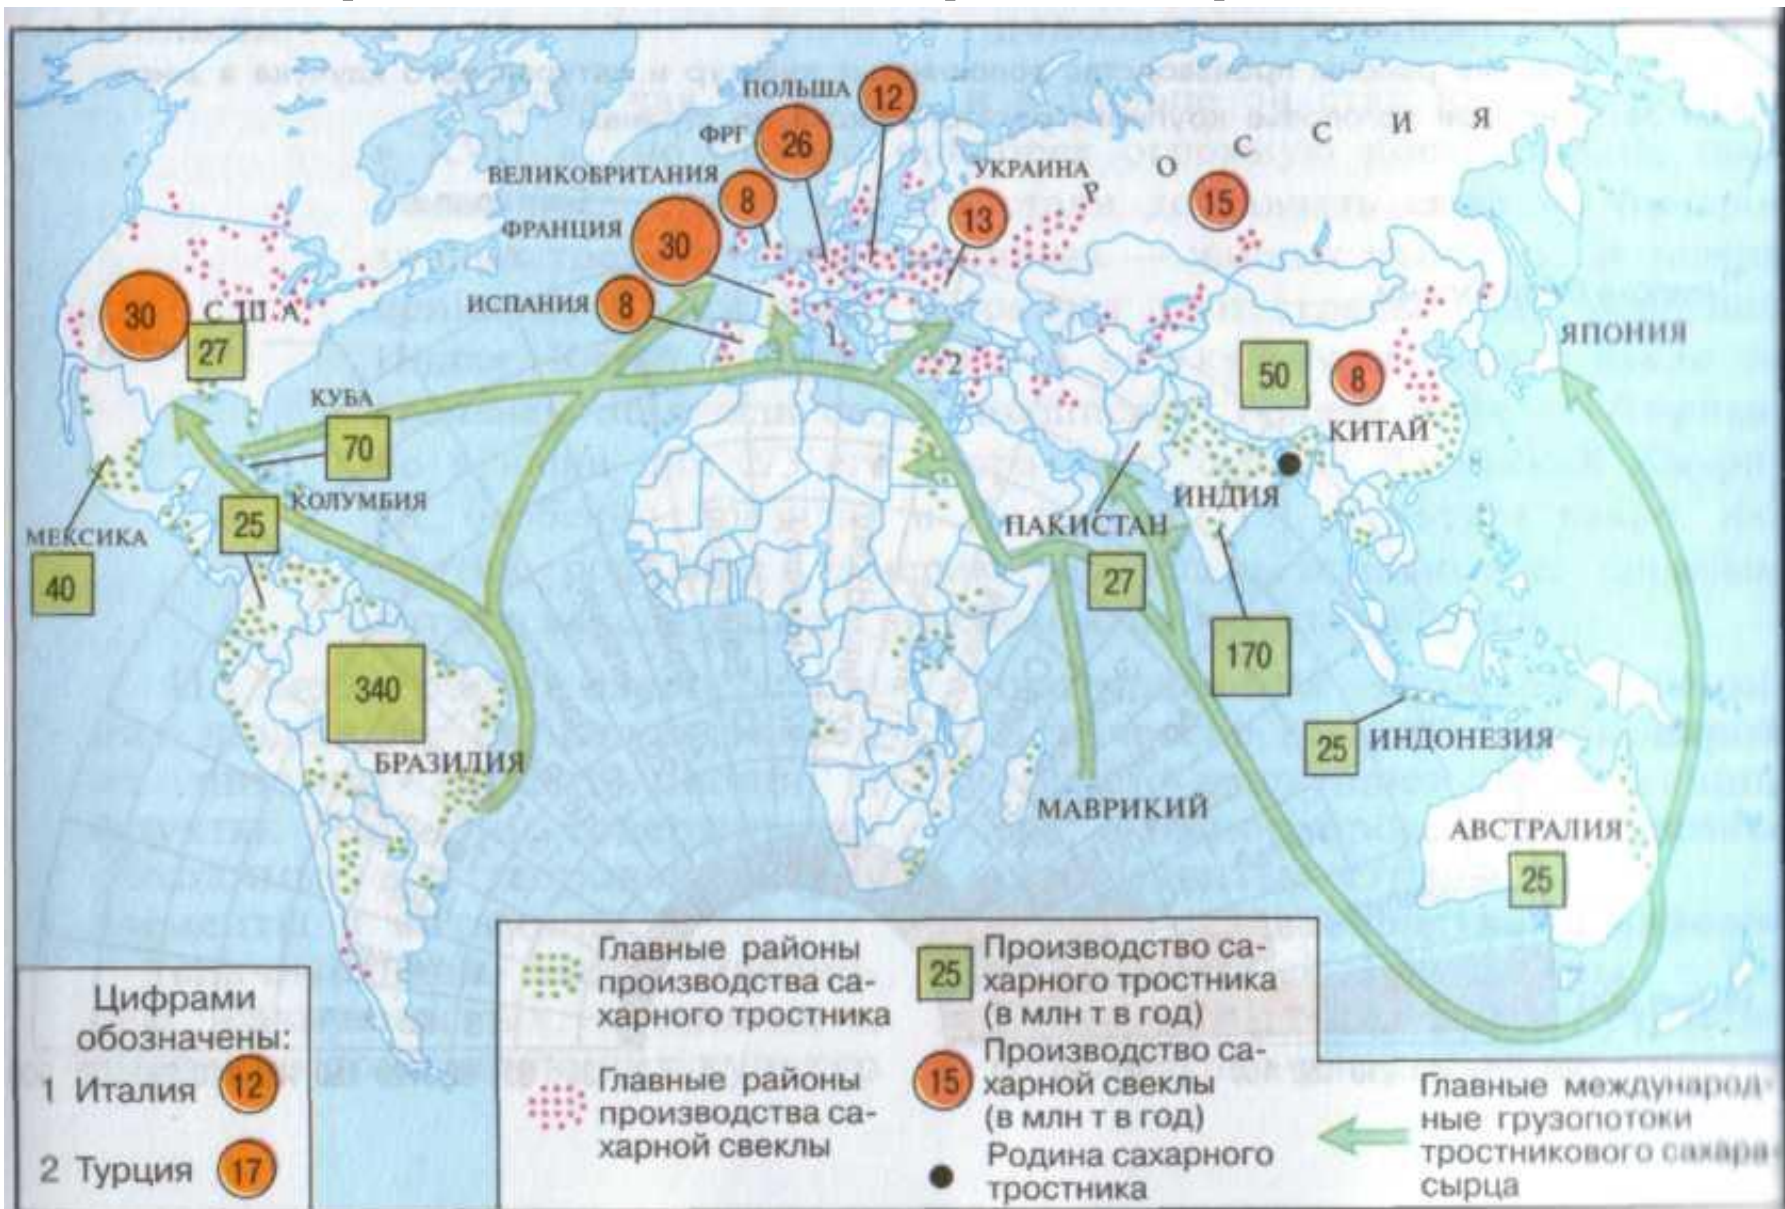 ПОЛЬША
12
ФРГ
26
ВЕЛИКОБРИТАНИЯ
8
ФРАНЦИЯ
30
ИСПАНИЯ
8
УКРАИНА
13
РОССИЯ
15
30
США
27
ЯПОНИЯ
1
2
50
8
КИТАЙ
КУБА
70
КОЛУМБИЯ
25
МЕКСИКА
40
ИНДИЯ
ПАКИСТАН
27
170
340
БРАЗИЛИЯ
25
ИНДОНЕЗИЯ
МАВРИКИЙ
АВСТРАЛИЯ
25
Цифрами
обозначены:
1 Италия 12
2 Турция 17
Главные районы
производства са-
харного тростника
Главные районы
производства са-
харной свеклы
25
Производство са-
харного тростника
(в млн т в год)
15
Производство са-
харной свеклы
(в млн т в год)
Родина сахарного
тростника
Главные международ-
ные грузопотоки
тростникового сахара-
сырца